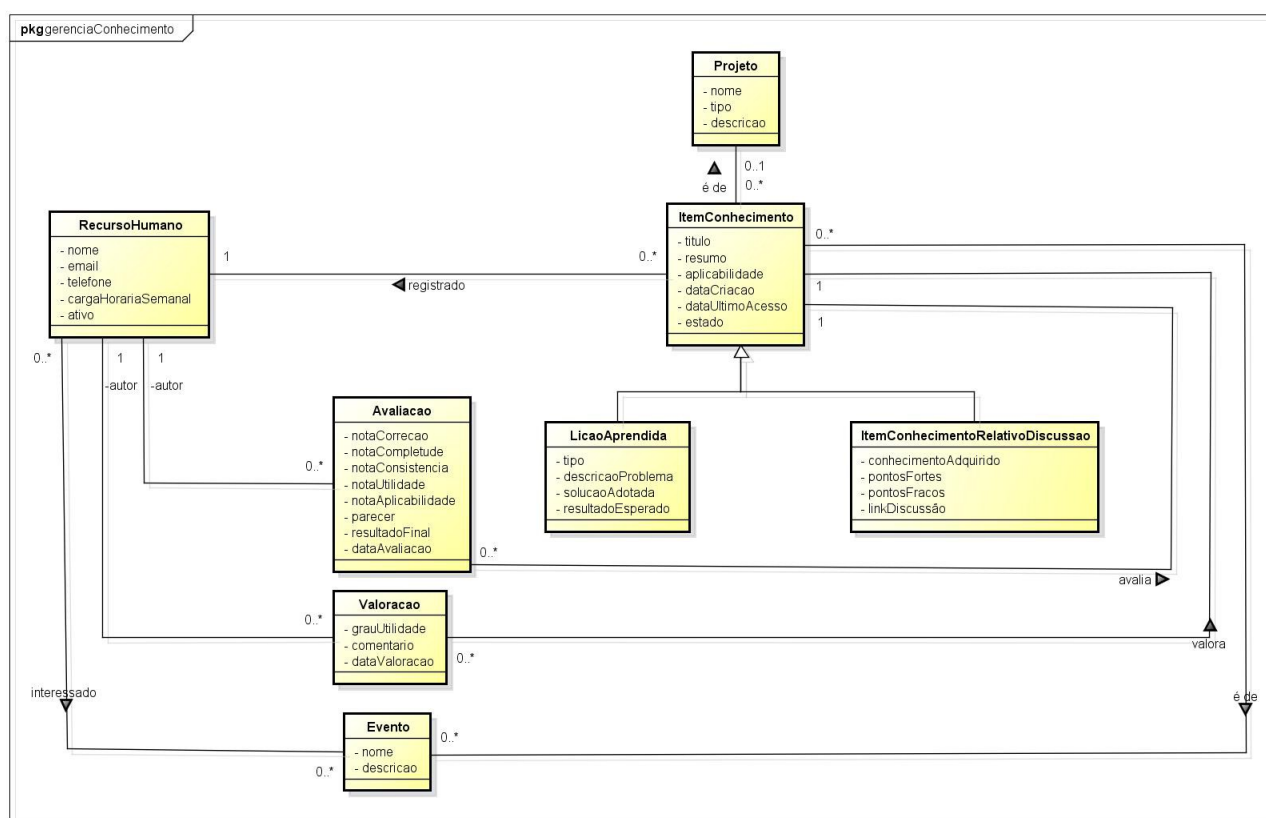 pkg gerenciaConhecimento
Projeto
- nome
- tipo
- descricao
0..1
é de
0..*
RecursoHumano
- nome
- email
- telefone
- cargaHorariaSemanal
- ativo
ItemConhecimento
- titulo
- resumo
- aplicabilidade
- dataCriacao
- dataUltimoAcesso
- estado
0..*
1
0..*
registrado
1
1
0..*
1
1
-autor
-autor
Avaliacao
- notaCorrecao
- notaCompletude
- notaConsistencia
- notaUtilidade
- notaAplicabilidade
- parecer
- resultadoFinal
- dataAvaliacao
0..*
0..*
LicaoAprendida
- tipo
- descricaoProblema
- solucaoAdotada
- resultadoEsperado
ItemConhecimentoRelativoDiscussao
- conhecimentoAdquirido
- pontosFortes
- pontosFracos
- linkDiscussão
avalia
Valoracao
- grauUtilidade
- comentario
- dataValoracao
0..*
0..*
valora
interessado
é de
Evento
- nome
- descricao
0..*
0..*